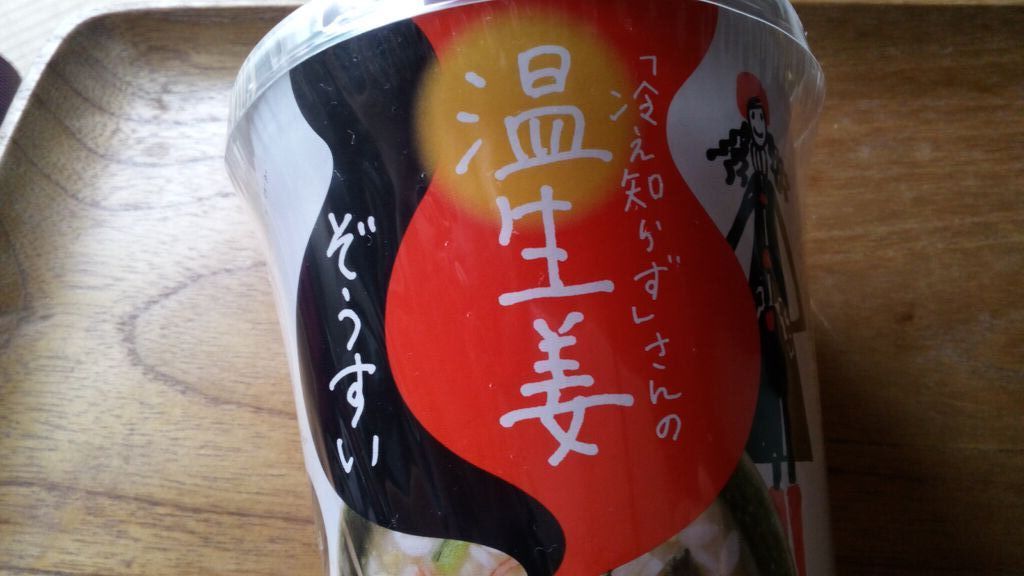 「冷え知らず」さんの
温生姜
ぞうすい